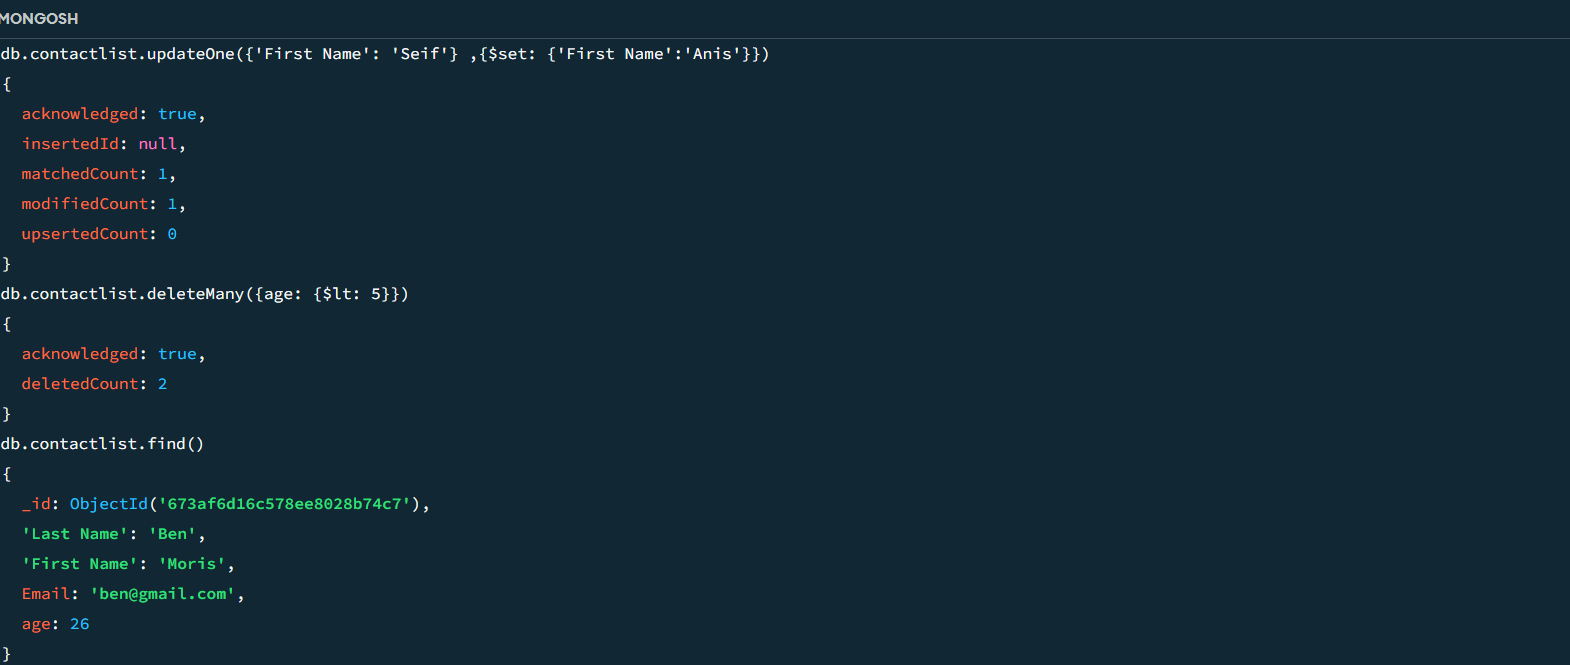 MONGOSH
db.contactlist.updateOne({'First Name': 'Seif'} ,{$set: {'First Name':'Anis'}})
{
  acknowledged: true,
  insertedId: null,
  matchedCount: 1,
  modifiedCount: 1,
  upsertedCount: 0
}
db.contactlist.deleteMany({age: {$lt: 5}})
{
  acknowledged: true,
  deletedCount: 2
}
db.contactlist.find()
{
  _id: ObjectId('673af6d16c578ee8028b74c7'),
  'Last Name': 'Ben',
  'First Name': 'Moris',
  Email: 'ben@gmail.com',
  age: 26
}